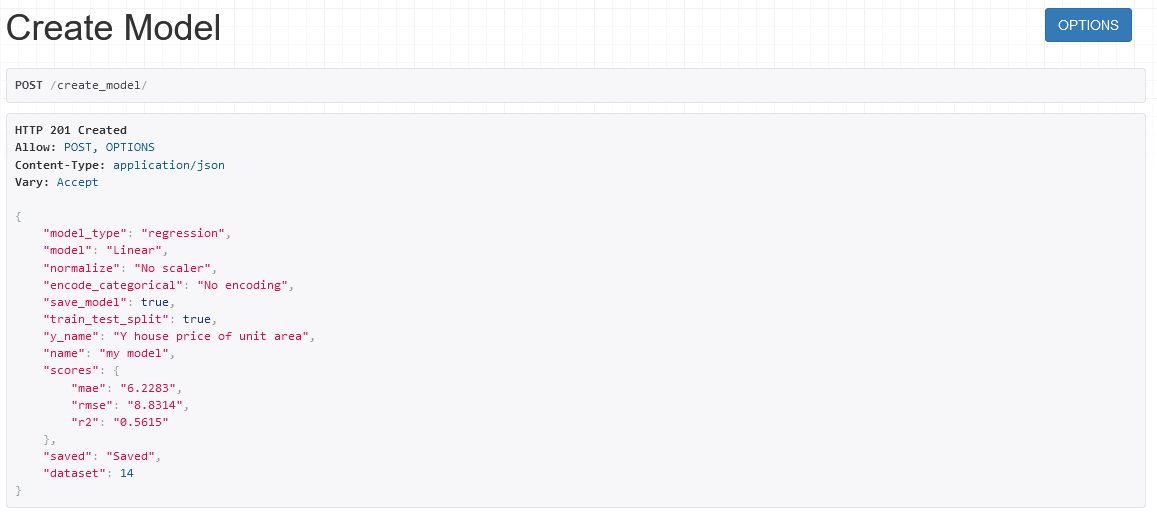 Create Model
OPTIONS
POST /create_model/
HTTP 201 Created
Allow: POST, OPTIONS
Content-Type: application/json
Vary: Accept
{
    "model_type": "regression",
    "model": "Linear",
    "normalize": "No scaler",
    "encode_categorical": "No encoding",
    "save_model": true,
    "train_test_split": true,
    "y_name": "Y house price of unit area",
    "name": "my model",
    "scores": {
        "mae": "6.2283",
        "rmse": "8.8314",
        "r2": "0.5615"
    },
    "saved": "Saved",
    "dataset": 14
}